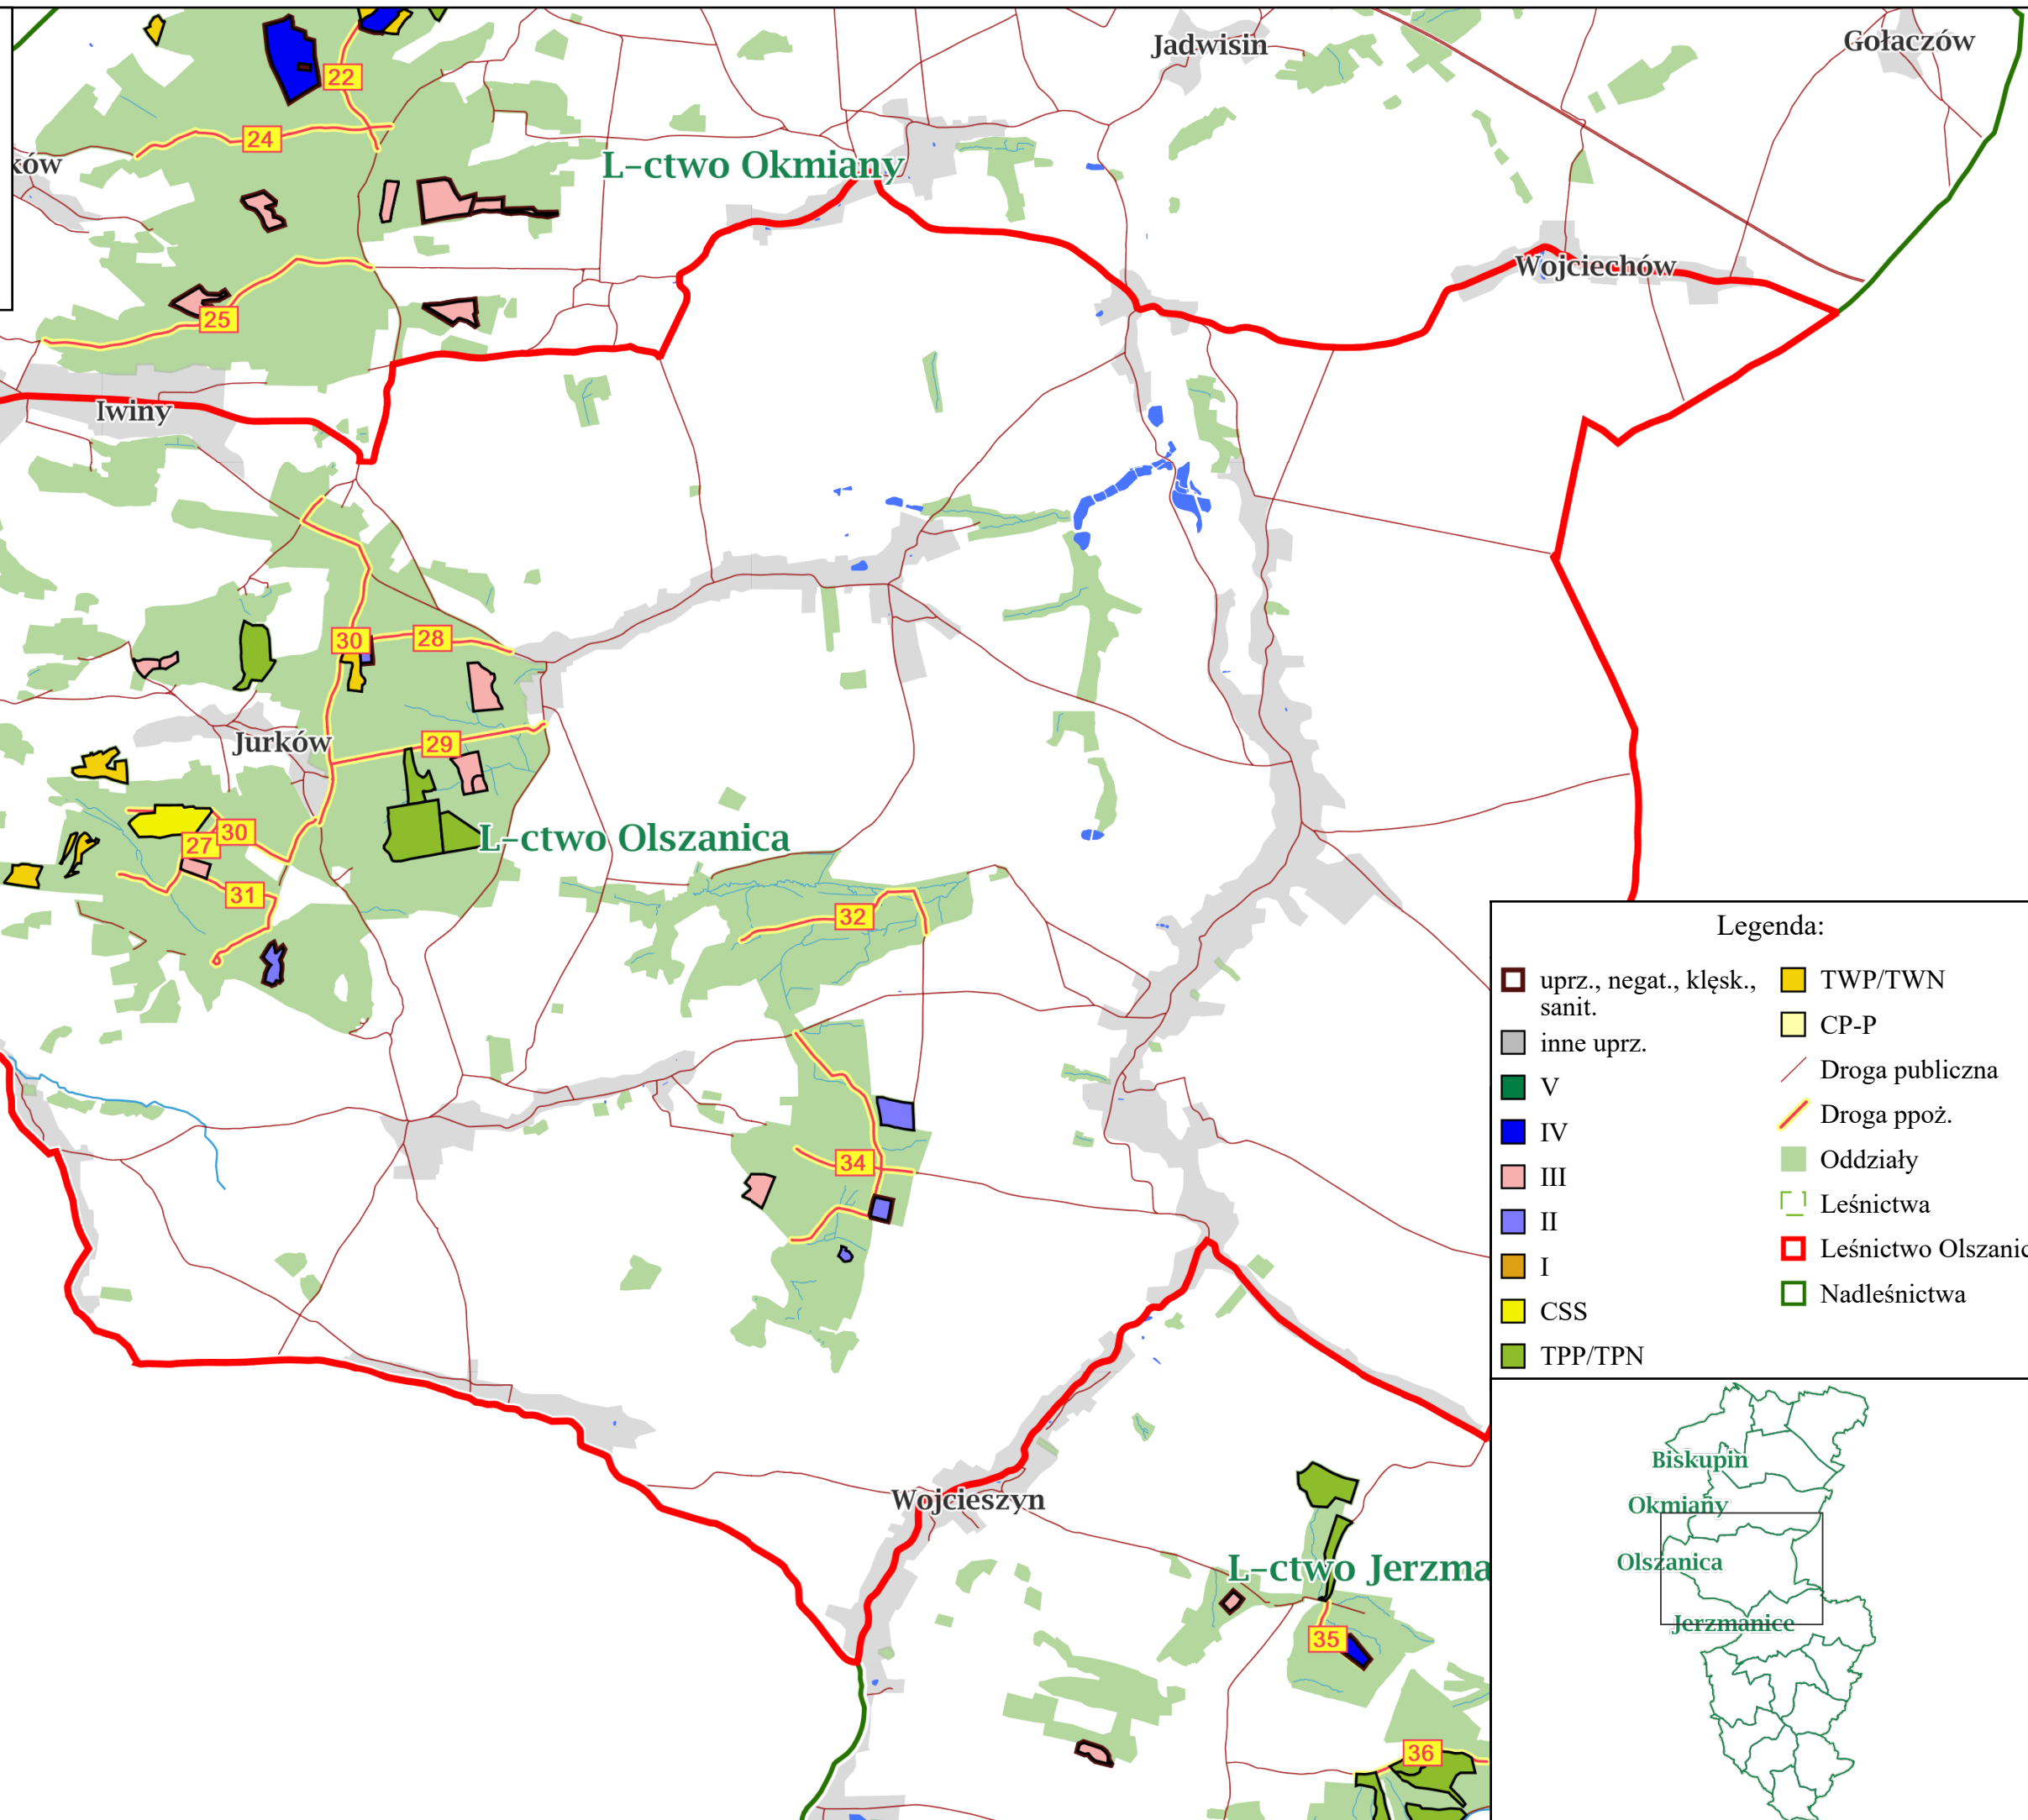 Jadwisin
Gołaczów
22
24
ków
L-ctwo Okmiany
Wojciechów
25
Iwiny
30
28
Jurków
29
30
27
L-ctwo Olszanica
31
32
34
Wojcieszyn
L-ctwo Jerzma
35
36
Legenda:
uprz., negat., klęsk.,
sanit.
inne uprz.
V
IV
III
II
I
CSS
TPP/TPN
TWP/TWN
CP-P
Droga publiczna
Droga ppoż.
Oddziały
Leśnictwa
Leśnictwo Olszanic
Nadleśnictwa
Biskupin
Okmiany
Olszanica
Jerzmanice